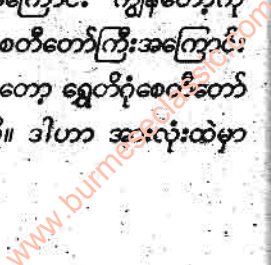 အကြောင်း ကျွန်တော့်ကို
စေတီတော်ကြီးအကြောင်း
တော့ ရွှေတိဂုံစေတီတော်
။ ဒါဟာ အားလုံးထဲမှာ
www.burmeseclassic.com